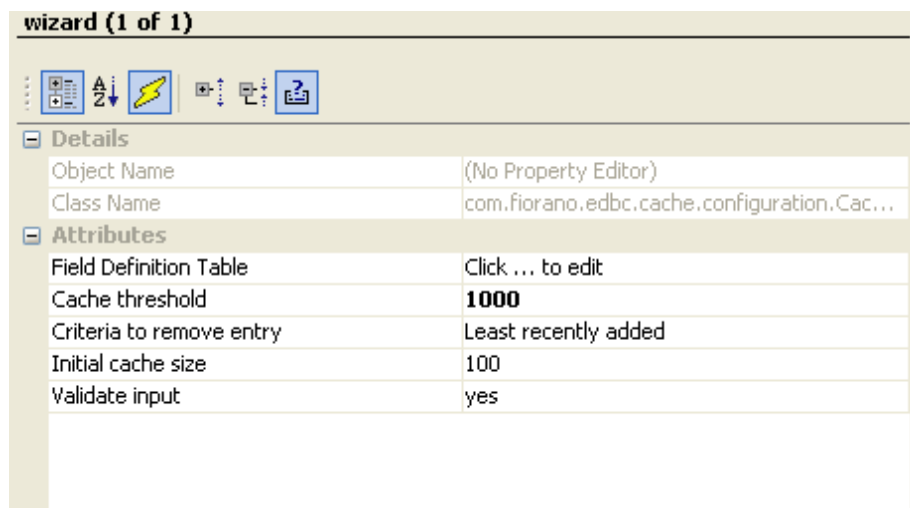 wizard (1 of 1)
Details
Object Name (No Property Editor)
Class Name com.fiorano.edbc.cache.configuration.Cac...
Attributes
Field Definition Table Click ... to edit
Cache threshold 1000
Criteria to remove entry Least recently added
Initial cache size 100
Validate input yes